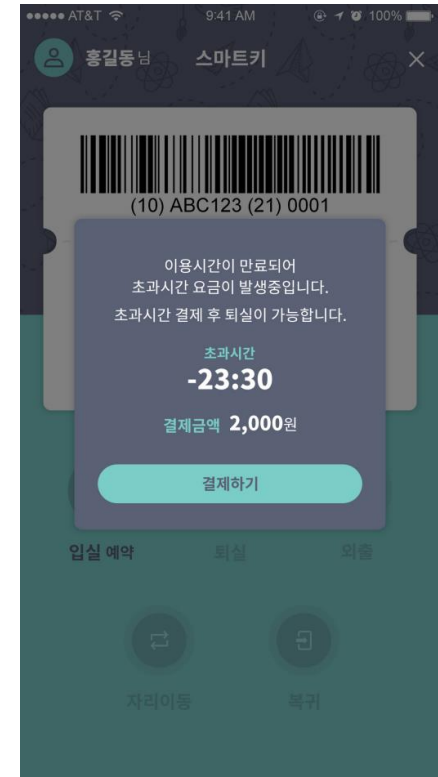 ●●●●● AT&T 9:41 AM 100%
홍길동님 스마트키
(10) ABC123 (21) 0001
이용시간이 만료되어
초과시간 요금이 발생중입니다.
초과시간 결제 후 퇴실이 가능합니다.
초과시간
-23:30
결제금액 2,000원
결제하기
입실 예약 퇴실 외출
자리이동 복귀